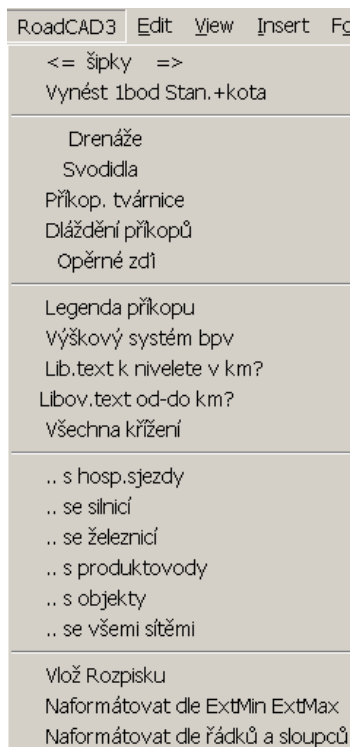 RoadCAD3 Edit View Insert Fo
<= šipky =>
Vynést 1bod Stan.+kota
Drenáže
Svodidla
Příkop. tvárnice
Dláždění příkopů
Opěrné zdi
Legenda příkopu
Výškový systém bpv
Lib.text k nivelete v km?
Libov.text od-do km?
Všechna křížení
.. s hosp.sjezdy
.. se silnicí
.. se železnicí
.. s produktovody
.. s objekty
.. se všemi sítěmi
Vlož Rozpisku
Naformátovat dle ExtMin ExtMax
Naformátovat dle řádků a sloupců